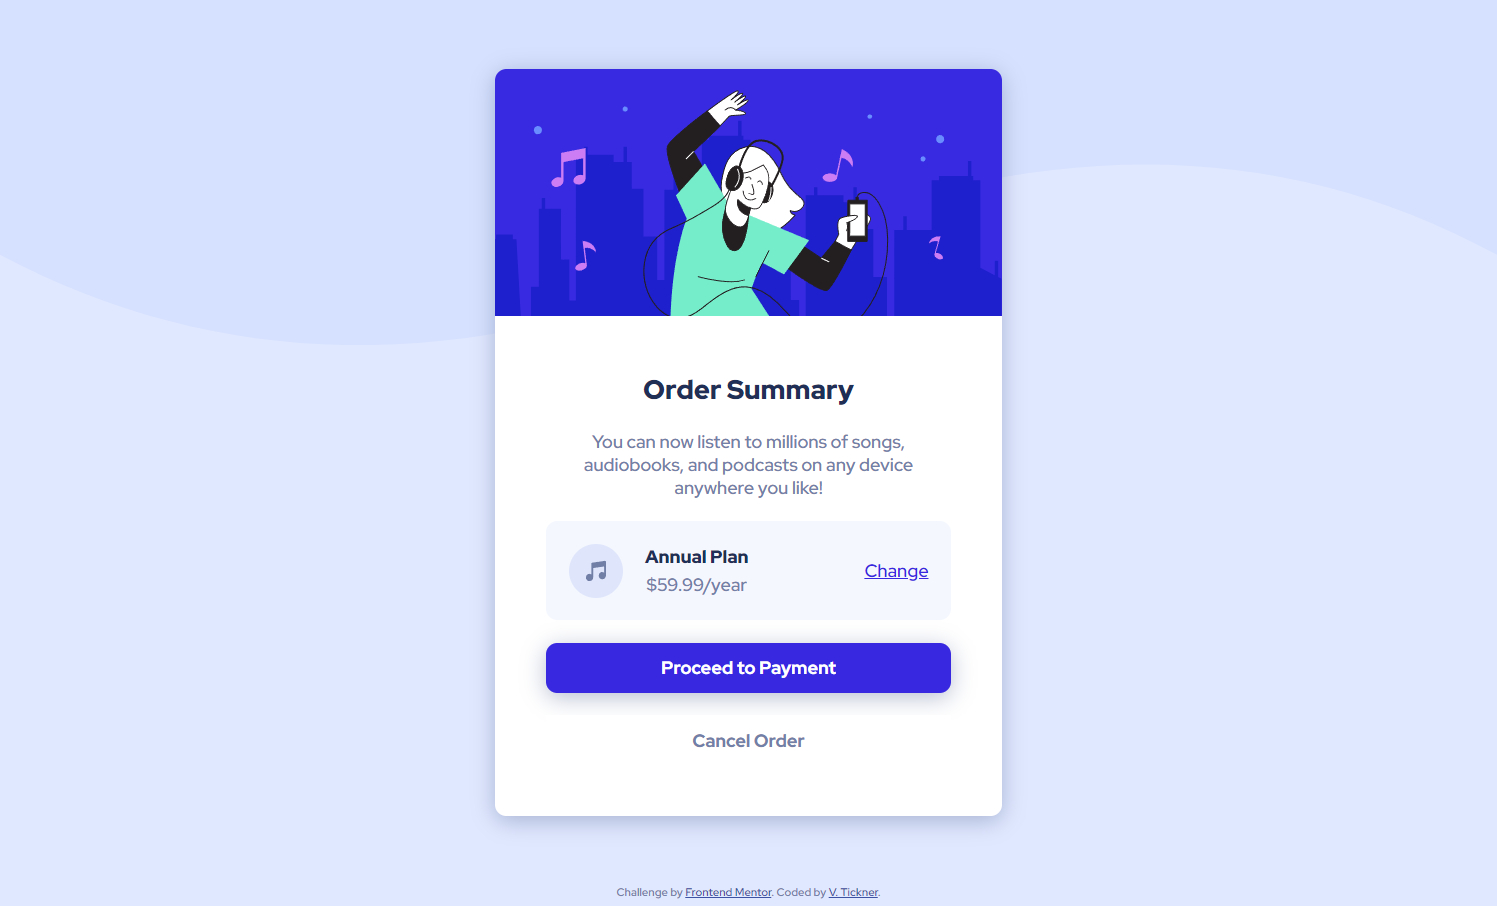 Order Summary
You can now listen to millions of songs,
audiobooks, and podcasts on any device
anywhere you like!
Annual Plan
$59.99/year
Change
Proceed to Payment
Cancel Order
Challenge by Frontend Mentor. Coded by V. Tickner.